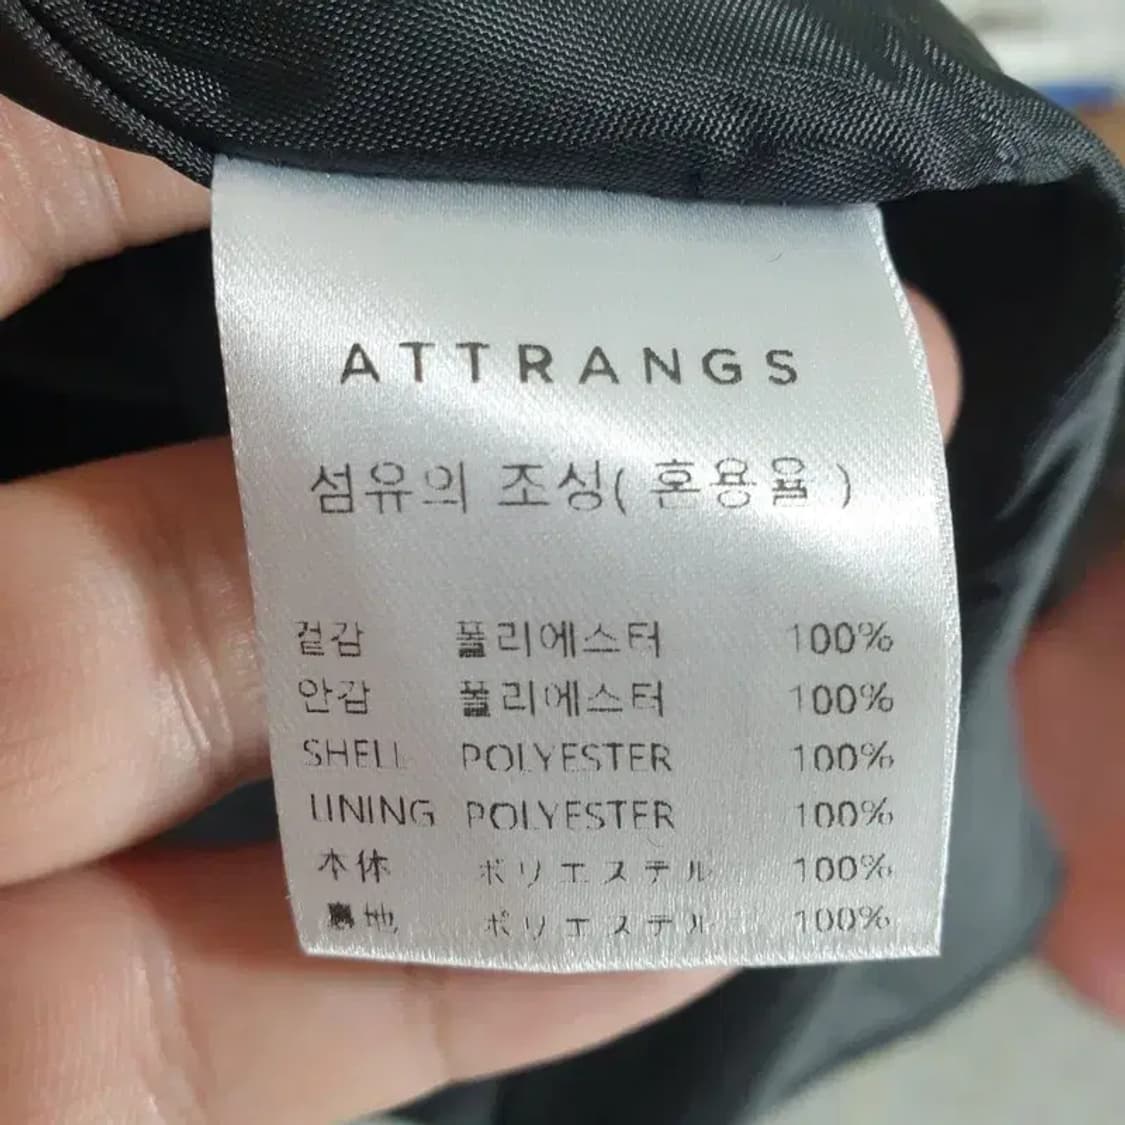 ATTRANGS
섬유의 조성( 혼용율 )
겉감 폴리에스터 100%
안감 폴리에스터 100%
SHELL POLYESTER 100%
LINING POLYESTER 100%
本体 ポリエステル 100%
裏地 ポリエステル 100%